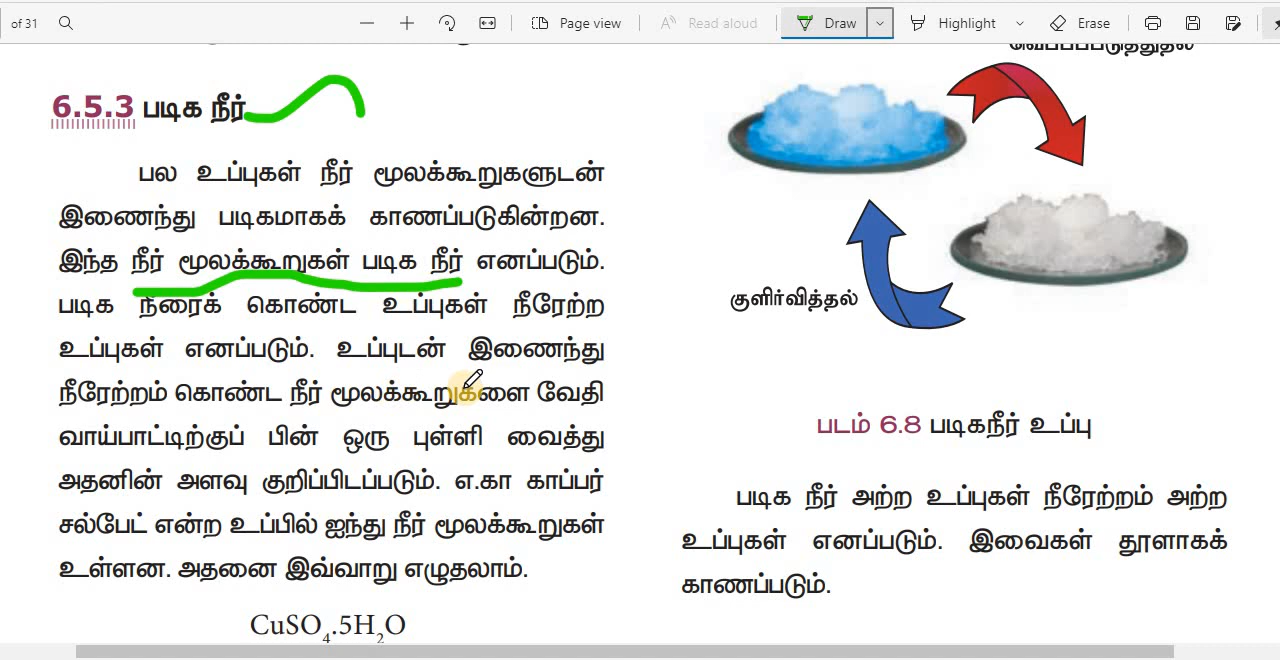 of 31
Page view
Read aloud
Draw
Highlight
Erase
6.5.3 படிக நீர்
பல உப்புகள் நீர் மூலக்கூறுகளுடன்
இணைந்து படிகமாகக் காணப்படுகின்றன.
இந்த நீர் மூலக்கூறுகள் படிக நீர் எனப்படும்.
படிக நீரைக் கொண்ட உப்புகள் நீரேற்ற
உப்புகள் எனப்படும். உப்புடன் இணைந்து
நீரேற்றம் கொண்ட நீர் மூலக்கூறுகளை வேதி
வாய்பாட்டிற்குப் பின் ஒரு புள்ளி வைத்து
அதனின் அளவு குறிப்பிடப்படும். எ.கா காப்பர்
சல்பேட் என்ற உப்பில் ஐந்து நீர் மூலக்கூறுகள்
உள்ளன. அதனை இவ்வாறு எழுதலாம்.
CuSO₄.5H₂O
வெப்பப்படுத்துதல்
குளிர்வித்தல்
படம் 6.8 படிகநீர் உப்பு
படிக நீர் அற்ற உப்புகள் நீரேற்றம் அற்ற
உப்புகள் எனப்படும். இவைகள் தூளாகக்
காணப்படும்.